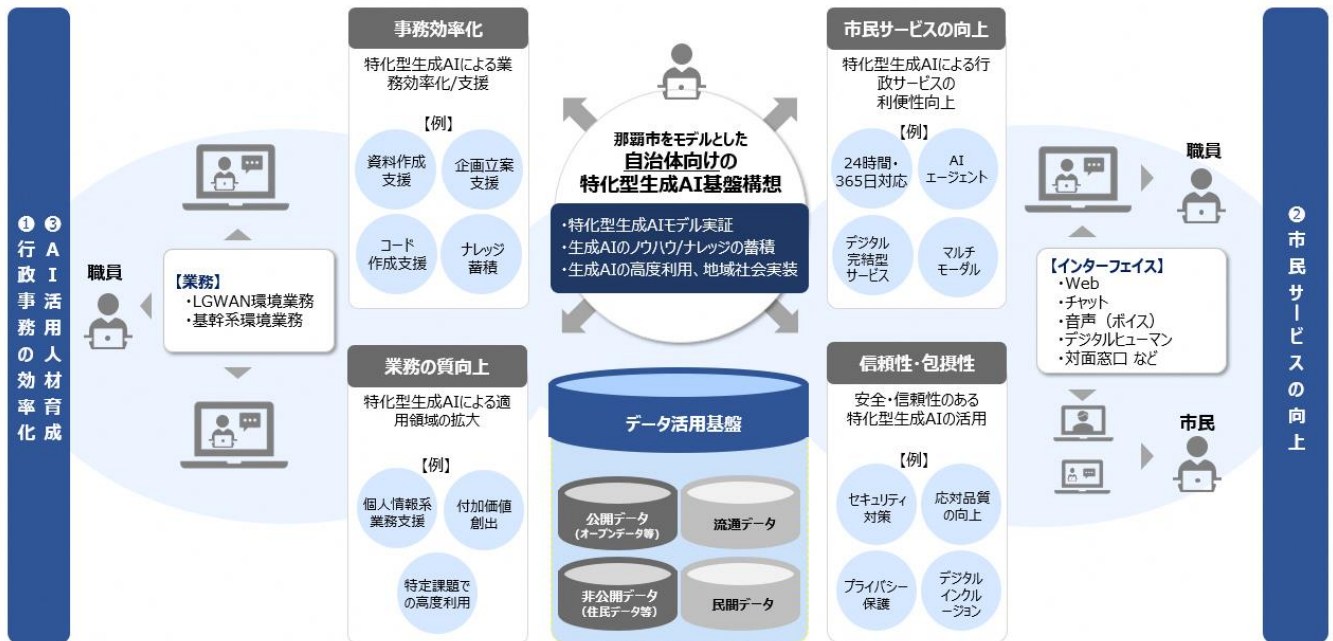 ❶行政事務の効率化
❸AI活用人材育成
職員
【業務】
・LGWAN環境業務
・基幹系環境業務
事務効率化
特化型生成AIによる業
務効率化/支援
【例】
資料作成
支援
企画立案
支援
コード
作成支援
ナレッジ
蓄積
業務の質向上
特化型生成AIによる適
用領域の拡大
【例】
個人情報系
業務支援
付加価値
創出
特定課題で
の高度利用
那覇市をモデルとした
自治体向けの
特化型生成AI基盤構想
・特化型生成AIモデル実証
・生成AIのノウハウ/ナレッジの蓄積
・生成AIの高度利用、地域社会実装
データ活用基盤
公開データ
(オープンデータ等)
流通データ
非公開データ
(住民データ等)
民間データ
市民サービスの向上
特化型生成AIによる行
政サービスの
利便性向上
【例】
24時間・
365日対応
AI
エージェント
デジタル
完結型
サービス
マルチ
モーダル
信頼性・包摂性
安全・信頼性のある
特化型生成AIの活用
【例】
セキュリティ
対策
応対品質
の向上
プライバシー
保護
デジタル
インクル
ージョン
職員
【インターフェイス】
・Web
・チャット
・音声（ボイス）
・デジタルヒューマン
・対面窓口 など
市民
❷市民サービスの向上